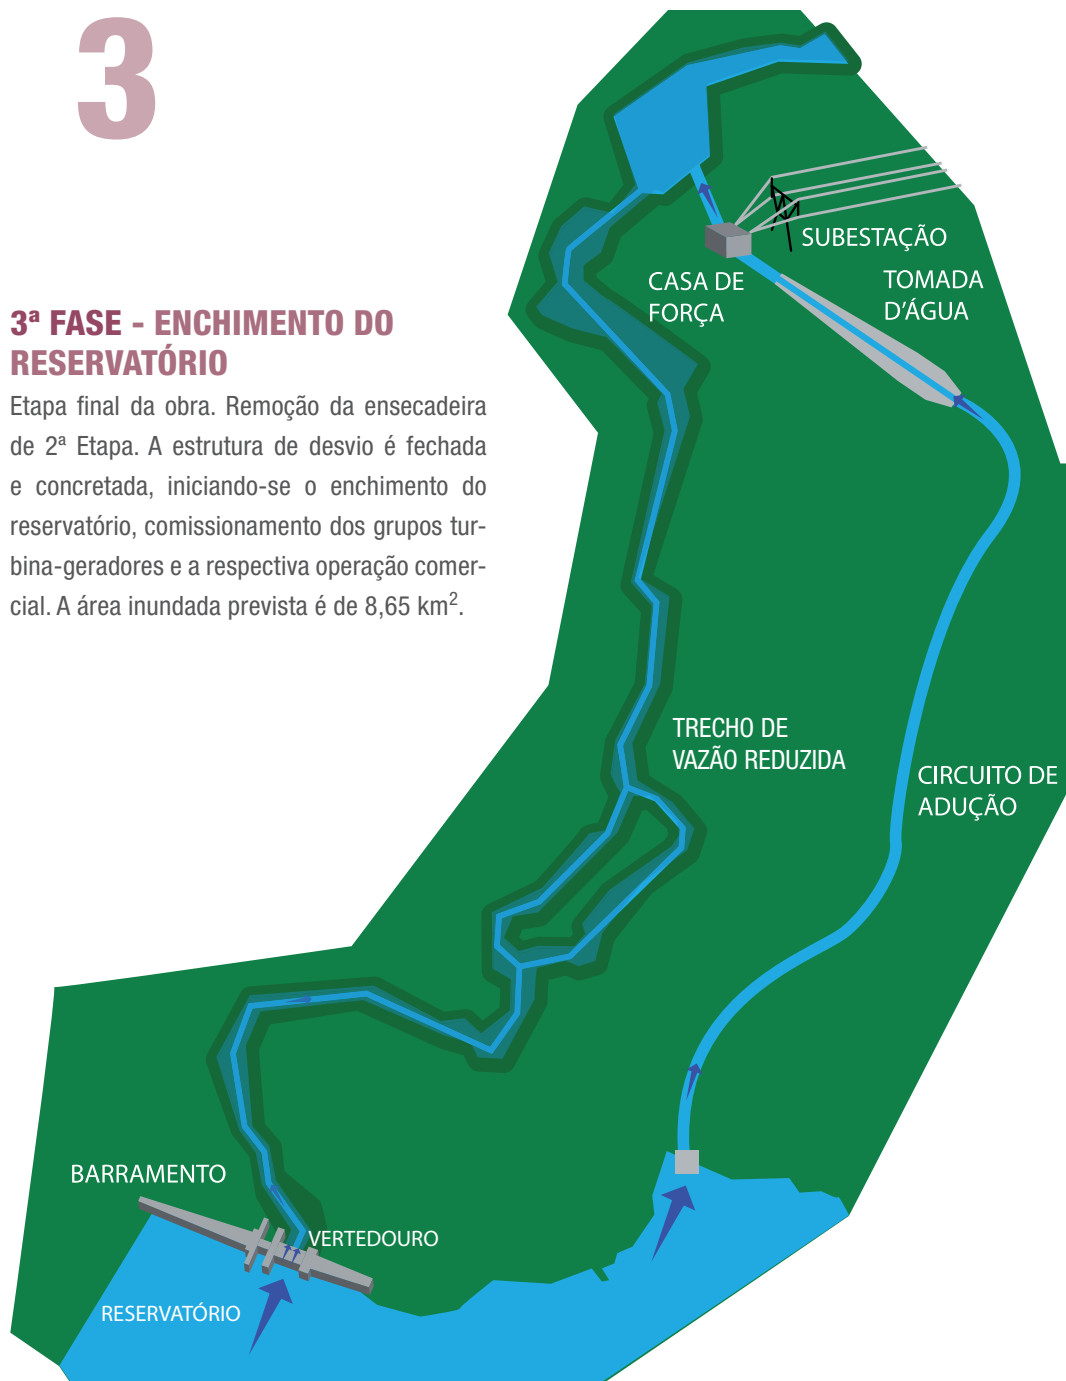 3
3ª FASE - ENCHIMENTO DO
RESERVATÓRIO
Etapa final da obra. Remoção da ensecadeira
de 2ª Etapa. A estrutura de desvio é fechada
e concretada, iniciando-se o enchimento do
reservatório, comissionamento dos grupos tur-
bina-geradores e a respectiva operação comer-
cial. A área inundada prevista é de 8,65 km².
SUBESTAÇÃO
CASA DE
FORÇA
TOMADA
D'ÁGUA
TRECHO DE
VAZÃO REDUZIDA
CIRCUITO DE
ADUÇÃO
BARRAMENTO
VERTEDOURO
RESERVATÓRIO